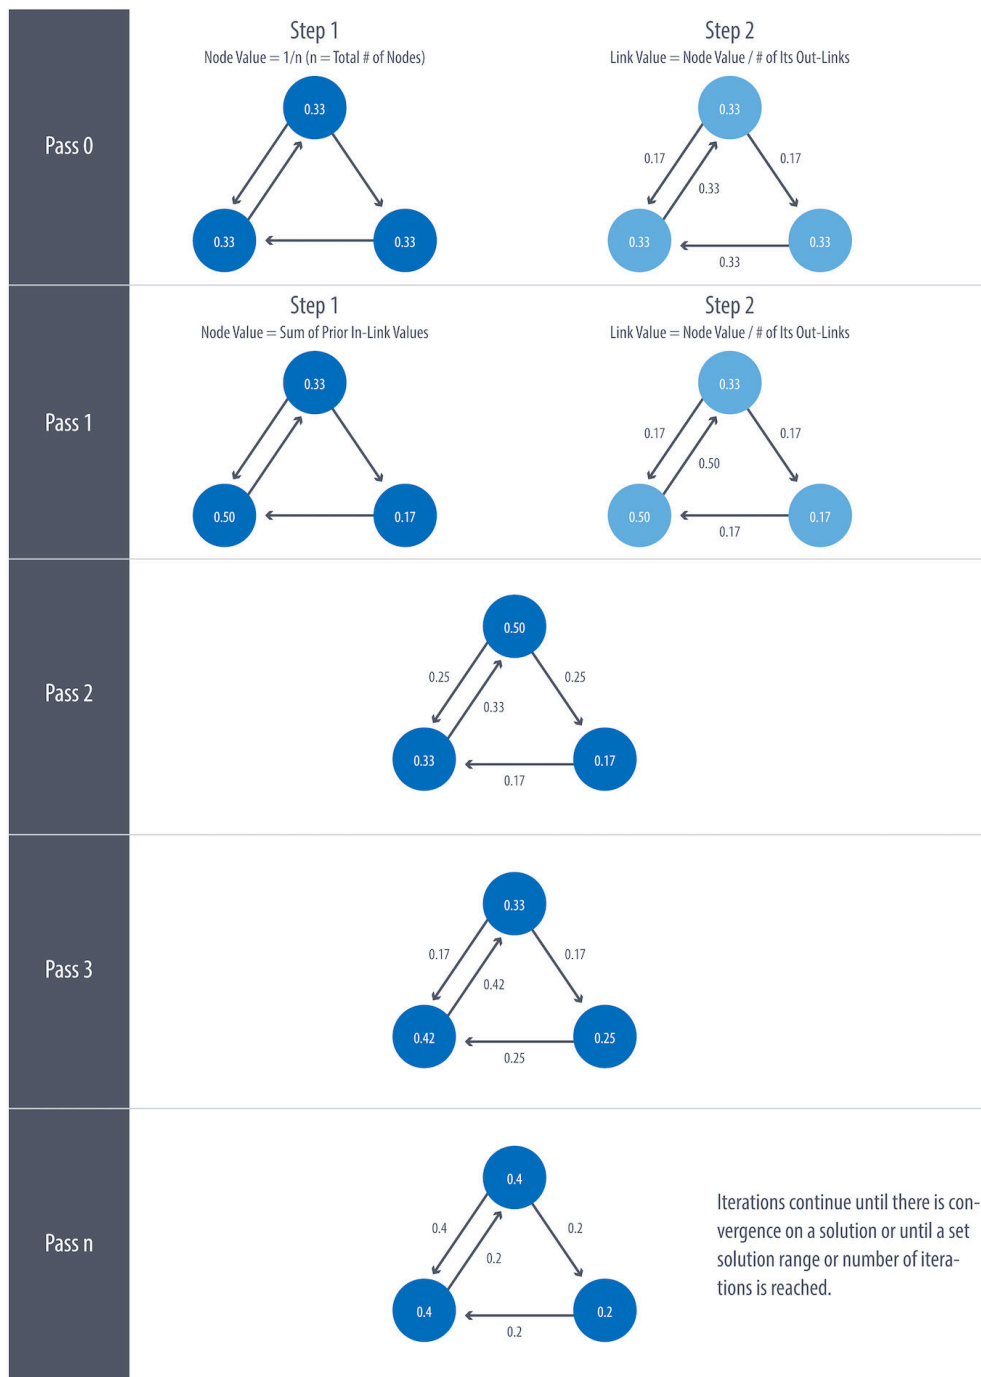 Pass 0
Step 1
Node Value = 1/n (n = Total # of Nodes)
0.33
0.33
0.33
Step 2
Link Value = Node Value / # of Its Out-Links
0.33
0.17
0.17
0.33
0.33
0.33
0.33
Pass 1
Step 1
Node Value = Sum of Prior In-Link Values
0.33
0.50
0.17
Step 2
Link Value = Node Value / # of Its Out-Links
0.33
0.17
0.17
0.50
0.50
0.17
0.17
Pass 2
0.50
0.25
0.25
0.33
0.33
0.17
0.17
Pass 3
0.33
0.17
0.17
0.42
0.42
0.25
0.25
Pass n
0.4
0.4
0.2
0.2
0.4
0.2
0.2
Iterations continue until there is con-
vergence on a solution or until a set
solution range or number of itera-
tions is reached.